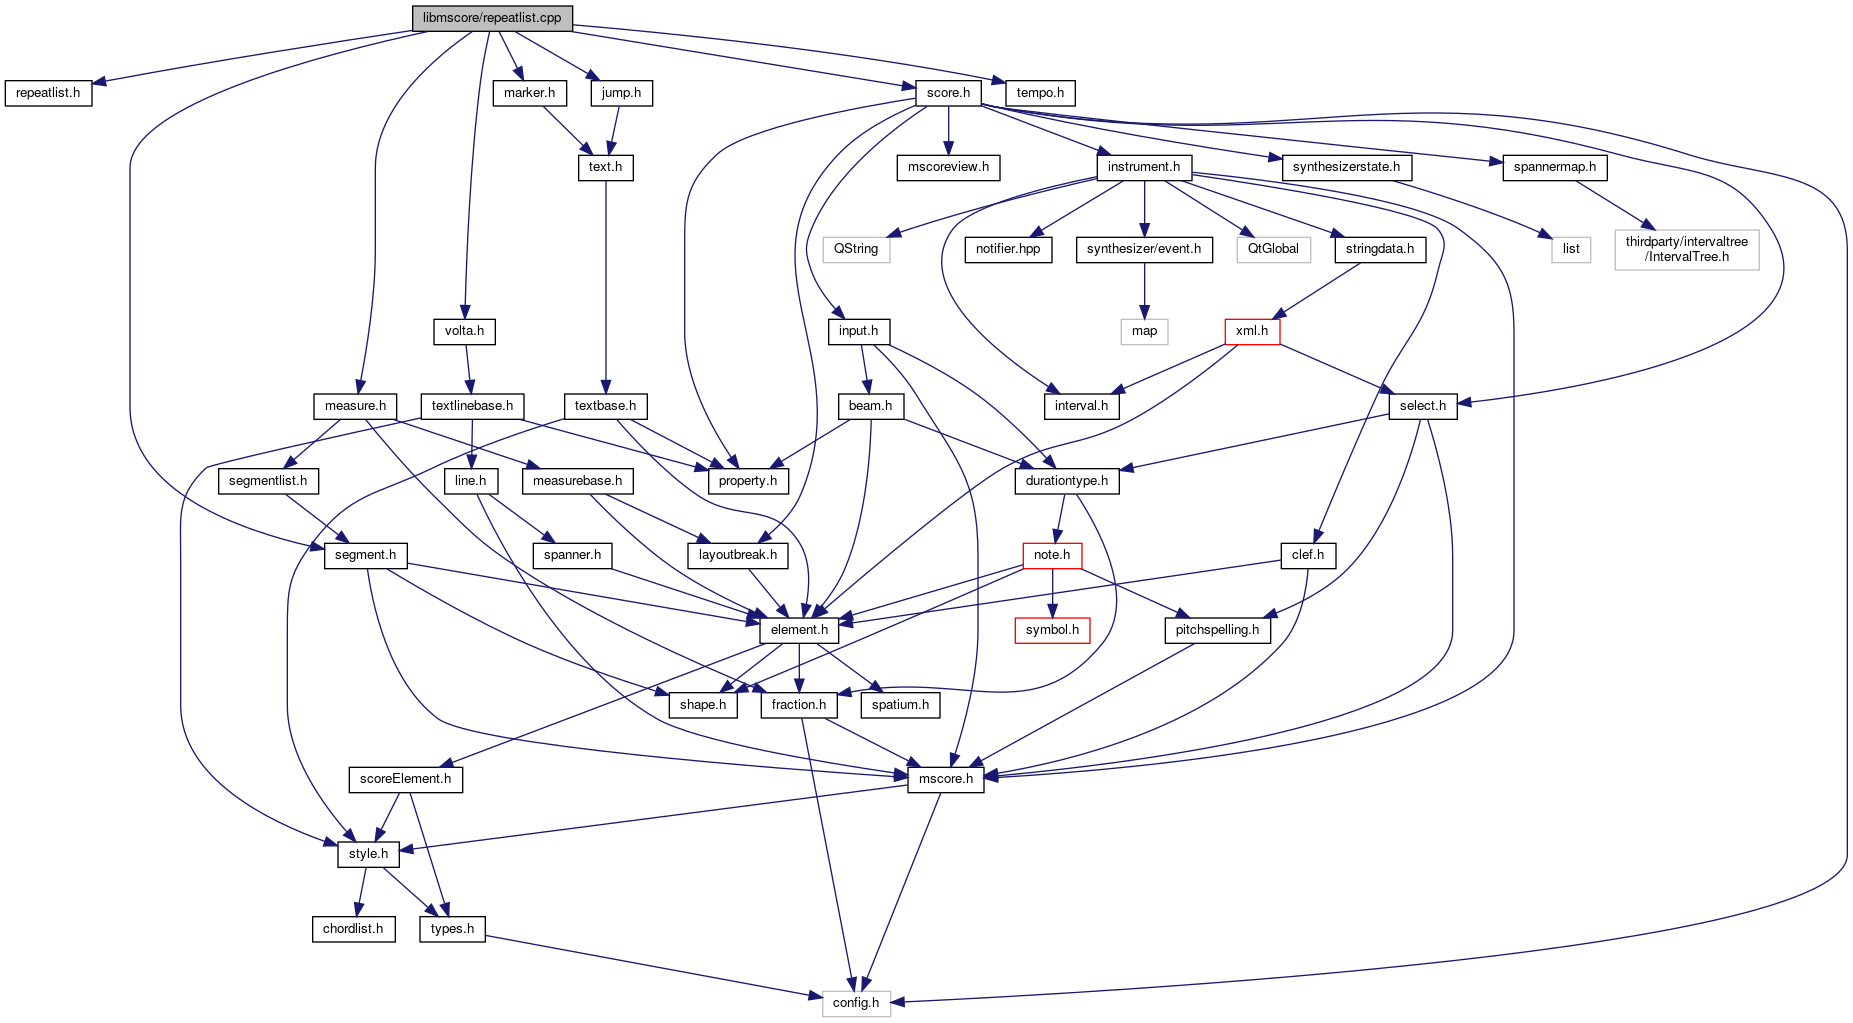 libmscore/repeatlist.cpp
repeatlist.h
marker.h
jump.h
score.h
tempo.h
text.h
mscoreview.h
instrument.h
synthesizerstate.h
spannermap.h
QString
notifier.hpp
synthesizer/event.h
QtGlobal
stringdata.h
list
thirdparty/intervaltree
/IntervalTree.h
volta.h
input.h
map
xml.h
measure.h
textlinebase.h
textbase.h
beam.h
interval.h
select.h
segmentlist.h
line.h
measurebase.h
property.h
durationtype.h
segment.h
spanner.h
layoutbreak.h
note.h
clef.h
element.h
symbol.h
pitchspelling.h
shape.h
fraction.h
spatium.h
scoreElement.h
mscore.h
style.h
chordlist.h
types.h
config.h